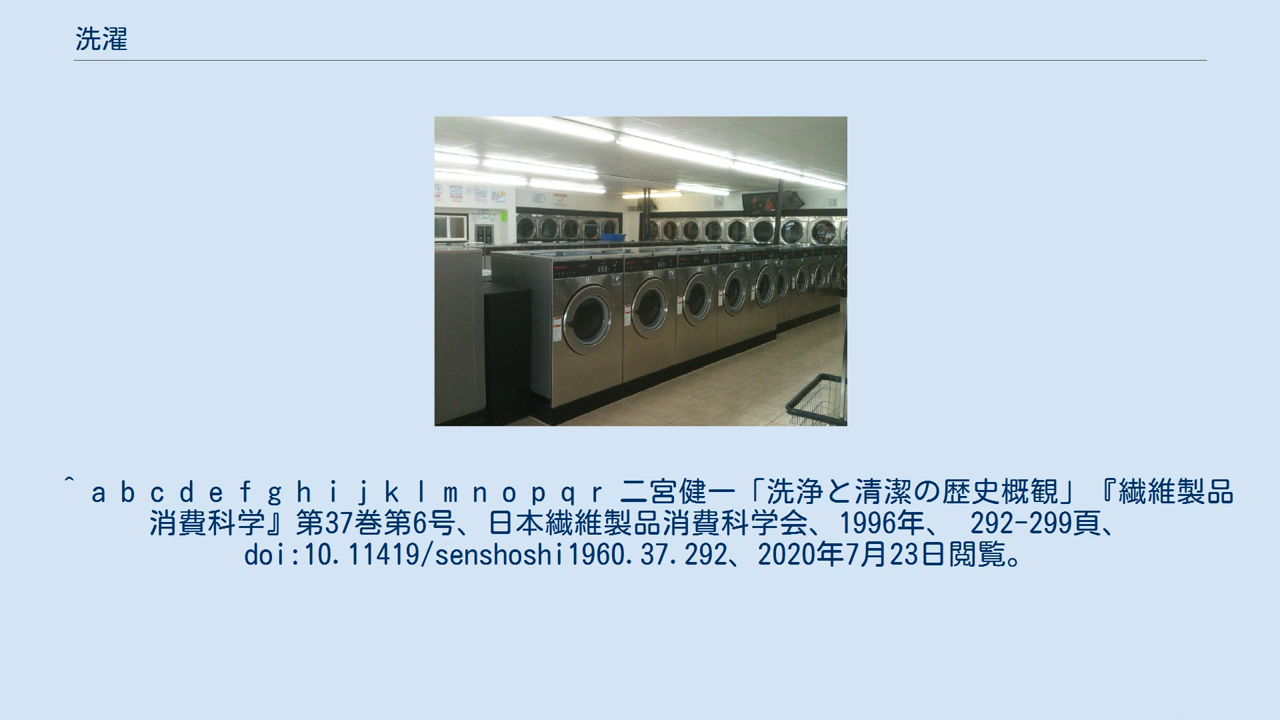 洗濯
^ a b c d e f g h i j k l m n o p q r 二宮健一「洗浄と清潔の歴史概観」『繊維製品
消費科学』第37巻第6号、日本繊維製品消費科学会、1996年、 292-299頁、
doi:10.11419/senshoshi1960.37.292、2020年7月23日閲覧。